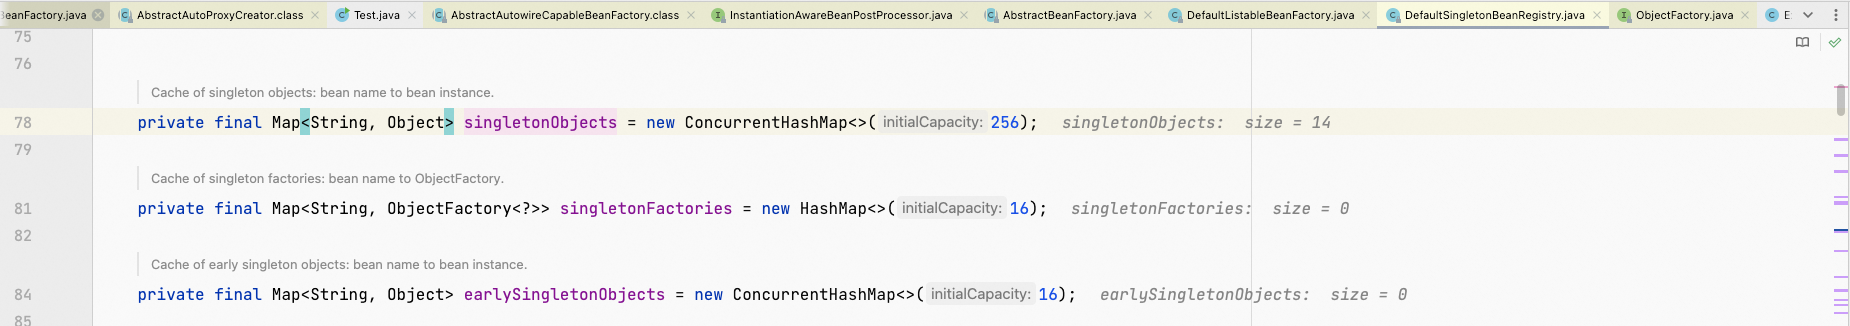 BeanFactory.java AbstractAutoProxyCreator.class Test.java AbstractAutowireCapableBeanFactory.class InstantiationAwareBeanPostProcessor.java AbstractBeanFactory.java DefaultListableBeanFactory.java DefaultSingletonBeanRegistry.java ObjectFactory.java E
75
76
Cache of singleton objects: bean name to bean instance.
78 private final Map<String, Object> singletonObjects = new ConcurrentHashMap<>( initialCapacity: 256); singletonObjects: size = 14
79
Cache of singleton factories: bean name to ObjectFactory.
81 private final Map<String, ObjectFactory<?>> singletonFactories = new HashMap<>( initialCapacity: 16); singletonFactories: size = 0
82
Cache of early singleton objects: bean name to bean instance.
84 private final Map<String, Object> earlySingletonObjects = new ConcurrentHashMap<>( initialCapacity: 16); earlySingletonObjects: size = 0
85